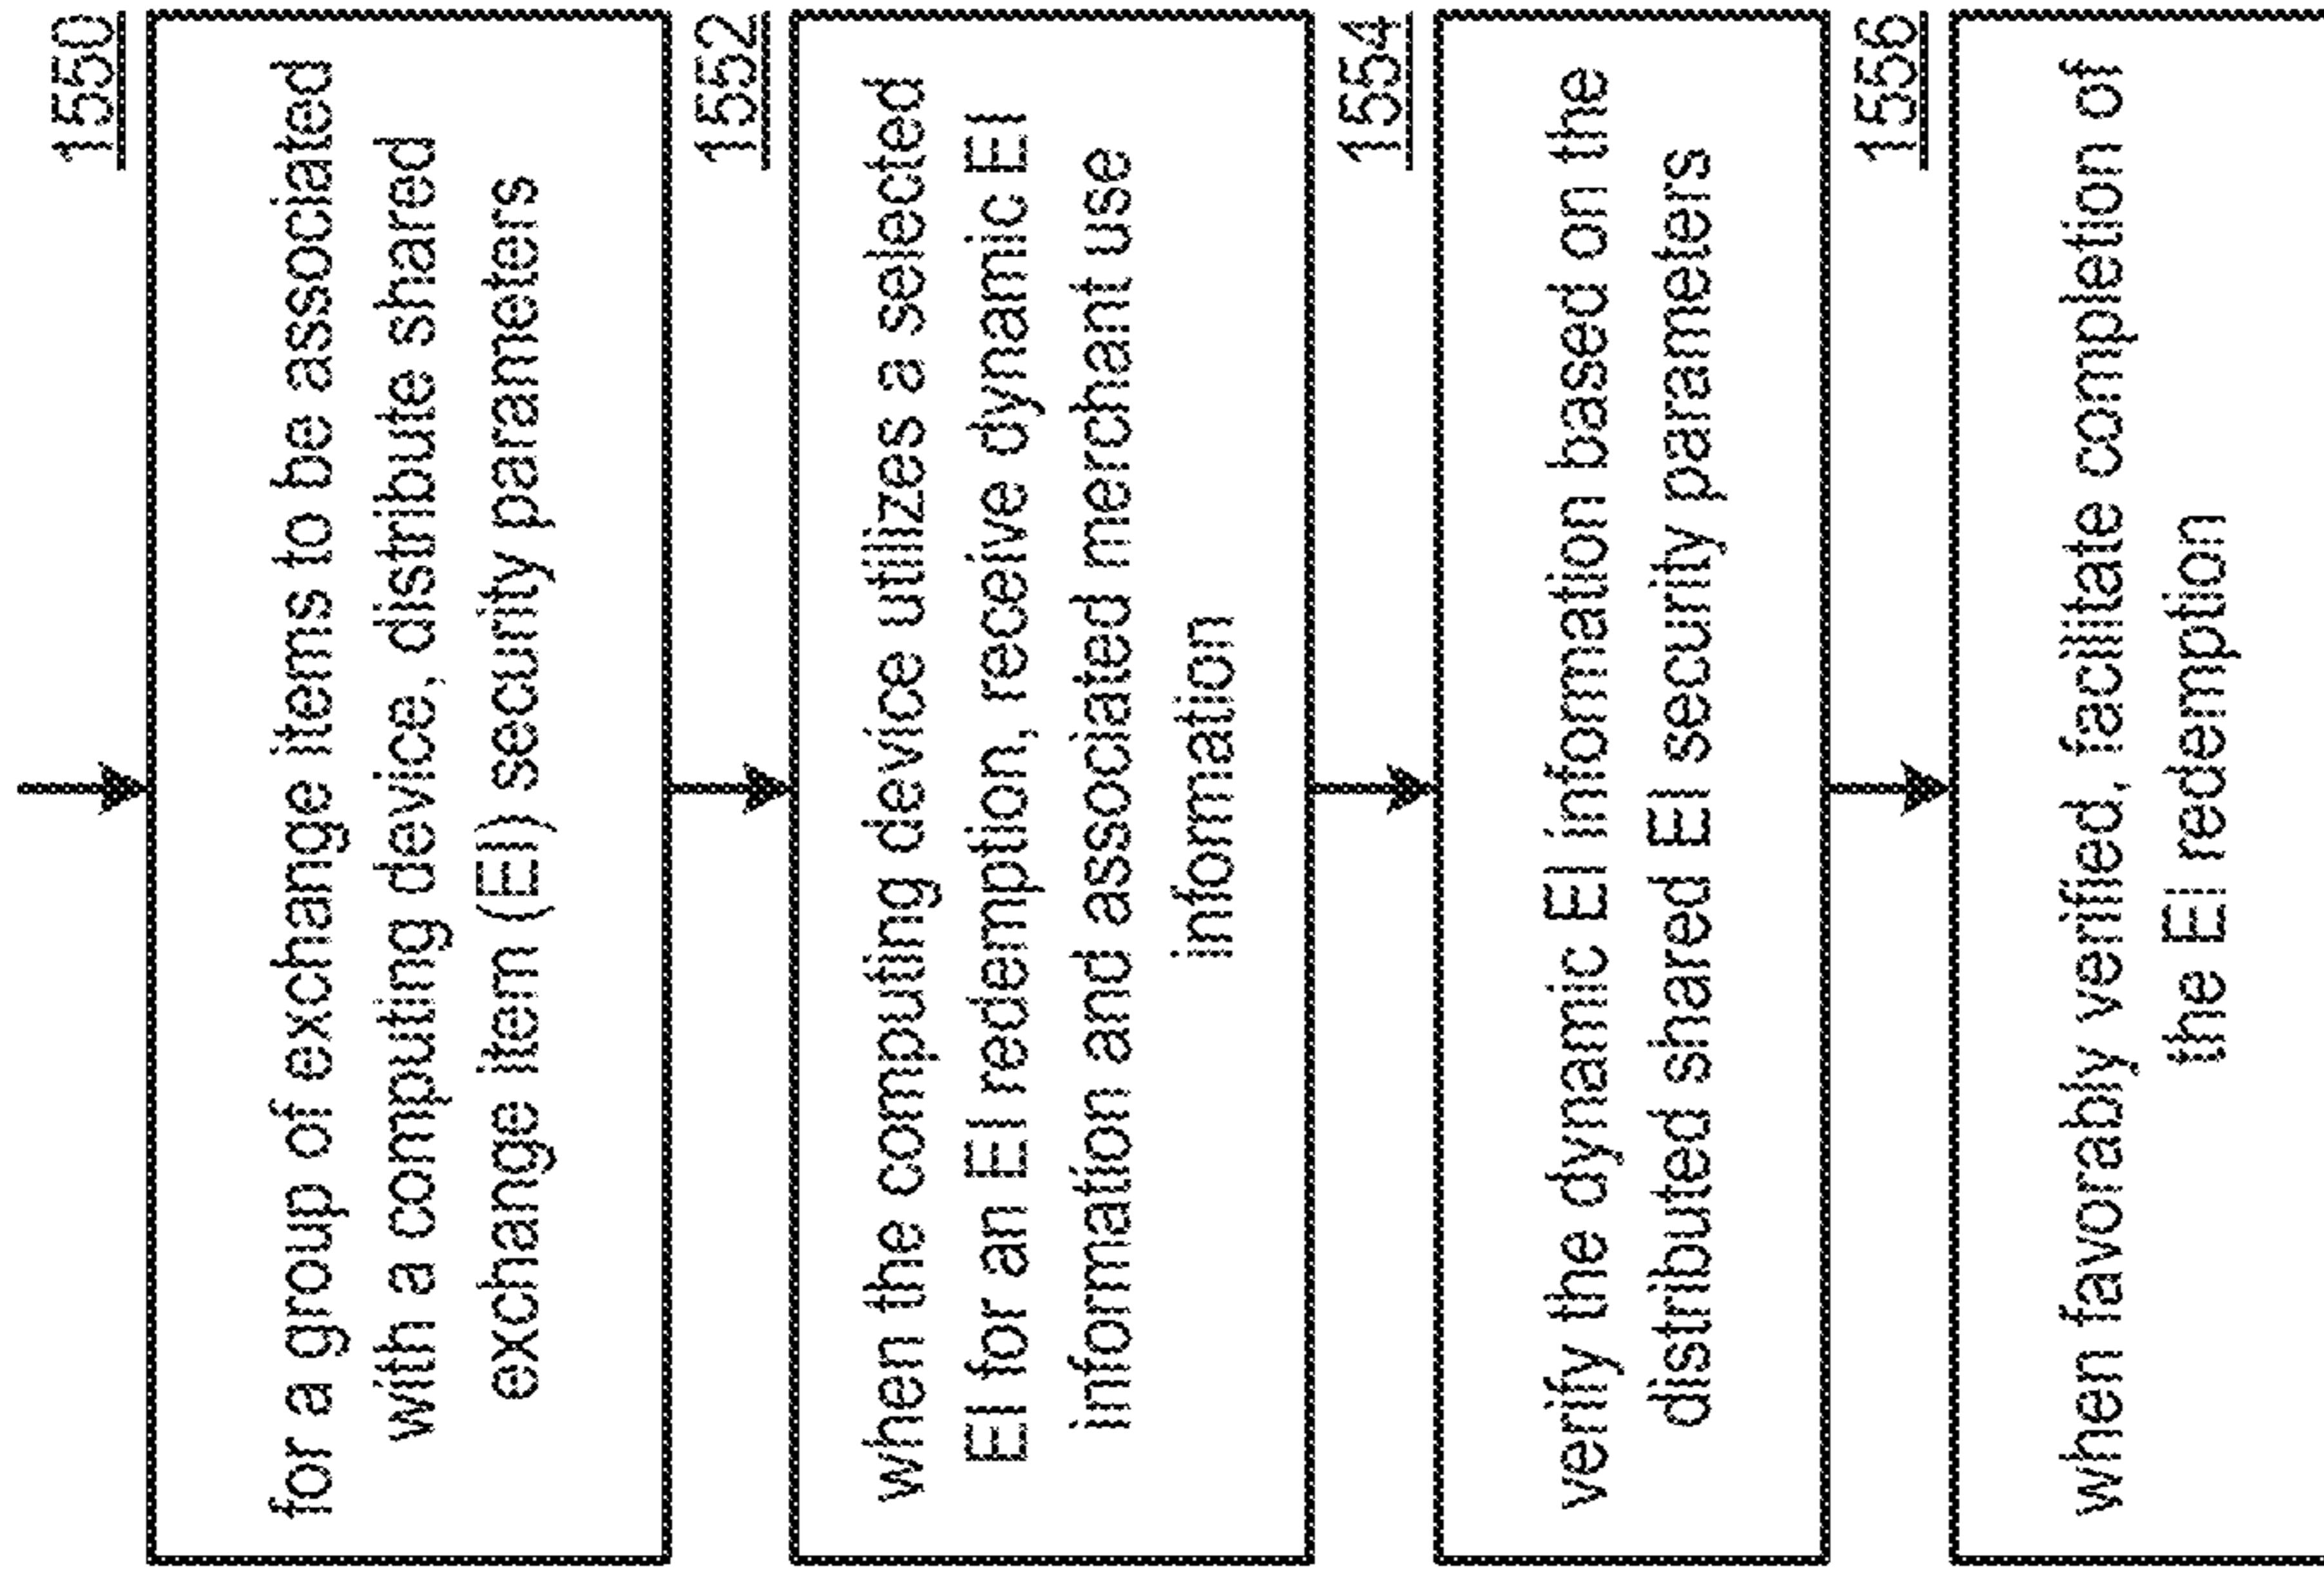 1550
for a group of exchange items to be associated
with a computing device, distribute shared
exchange item (EI) security parameters
1552
when the computing device utilizes a selected
EI for an EI redemption, receive dynamic EI
information and associated merchant use
information
1554
verify the dynamic EI information based on the
distributed shared EI security parameters
1556
when favorably verified, facilitate completion of
the EI redemption